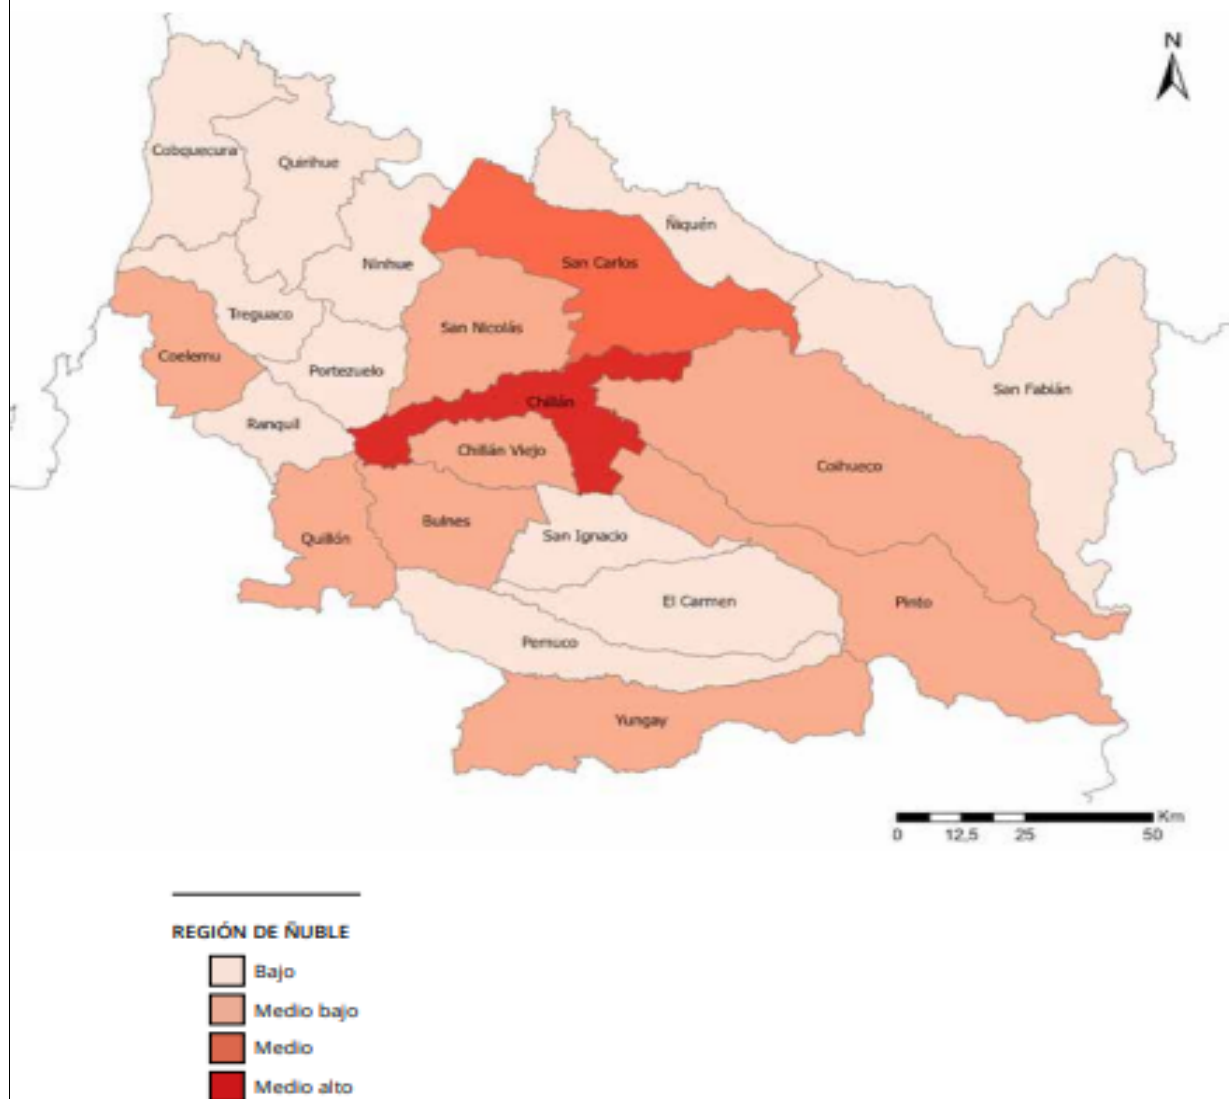 N
Cobquecura
Quirihue
Ñiquén
Ninhue
San Carlos
Treguaco
San Nicolás
Coelemu
Portezuelo
San Fabián
Chillán
Ranquil
Chillán Viejo
Coihueco
Bulnes
San Ignacio
Quillón
El Carmen
Pinto
Pemuco
Yungay
Km
0 12,5 25 50
REGIÓN DE ÑUBLE
Bajo
Medio bajo
Medio
Medio alto